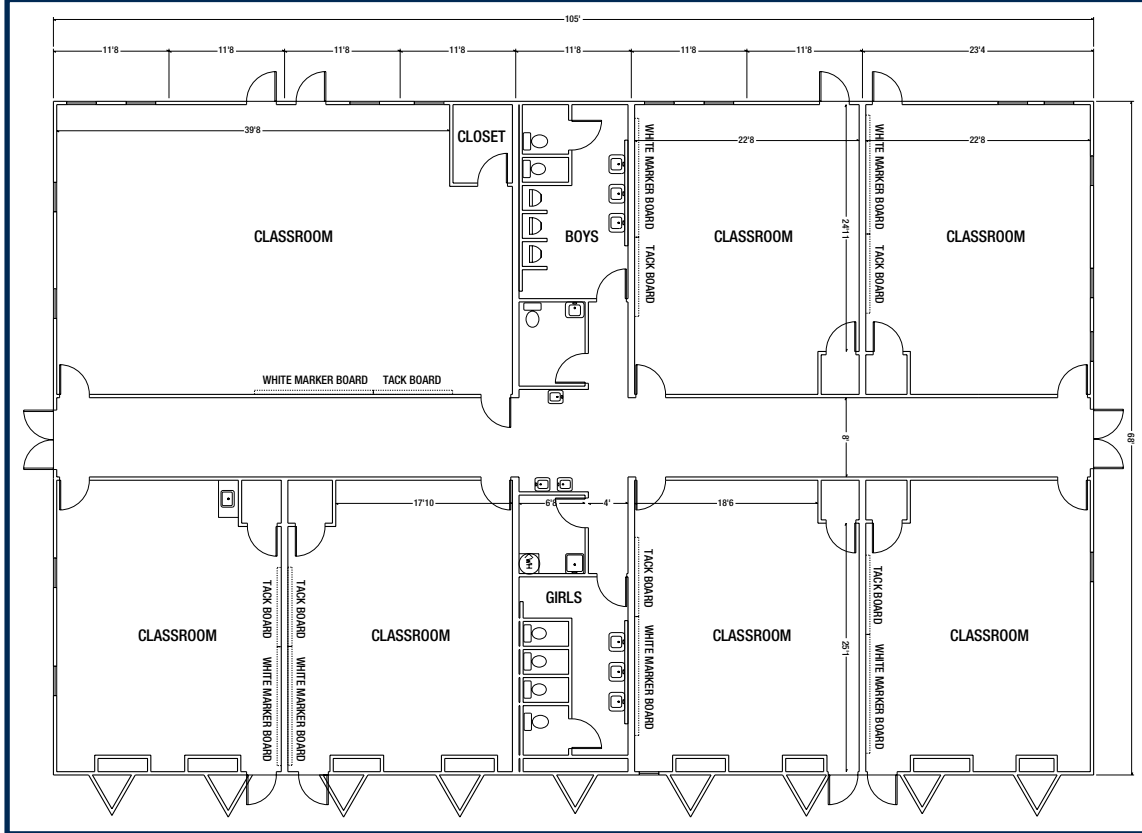 105'
11'8 11'8 11'8 11'8 11'8 11'8 11'8 23'4
39'8
CLOSET
22'8
22'8
WHITE MARKER BOARD
WHITE MARKER BOARD
24'11
CLASSROOM
BOYS
CLASSROOM
CLASSROOM
TACK BOARD
TACK BOARD
WHITE MARKER BOARD TACK BOARD
8'
68'
17'10
6'8
4'
18'6
WH
TACK BOARD
TACK BOARD
GIRLS
TACK BOARD
TACK BOARD
CLASSROOM
CLASSROOM
CLASSROOM
25'1
CLASSROOM
WHITE MARKER BOARD
WHITE MARKER BOARD
WHITE MARKER BOARD
WHITE MARKER BOARD